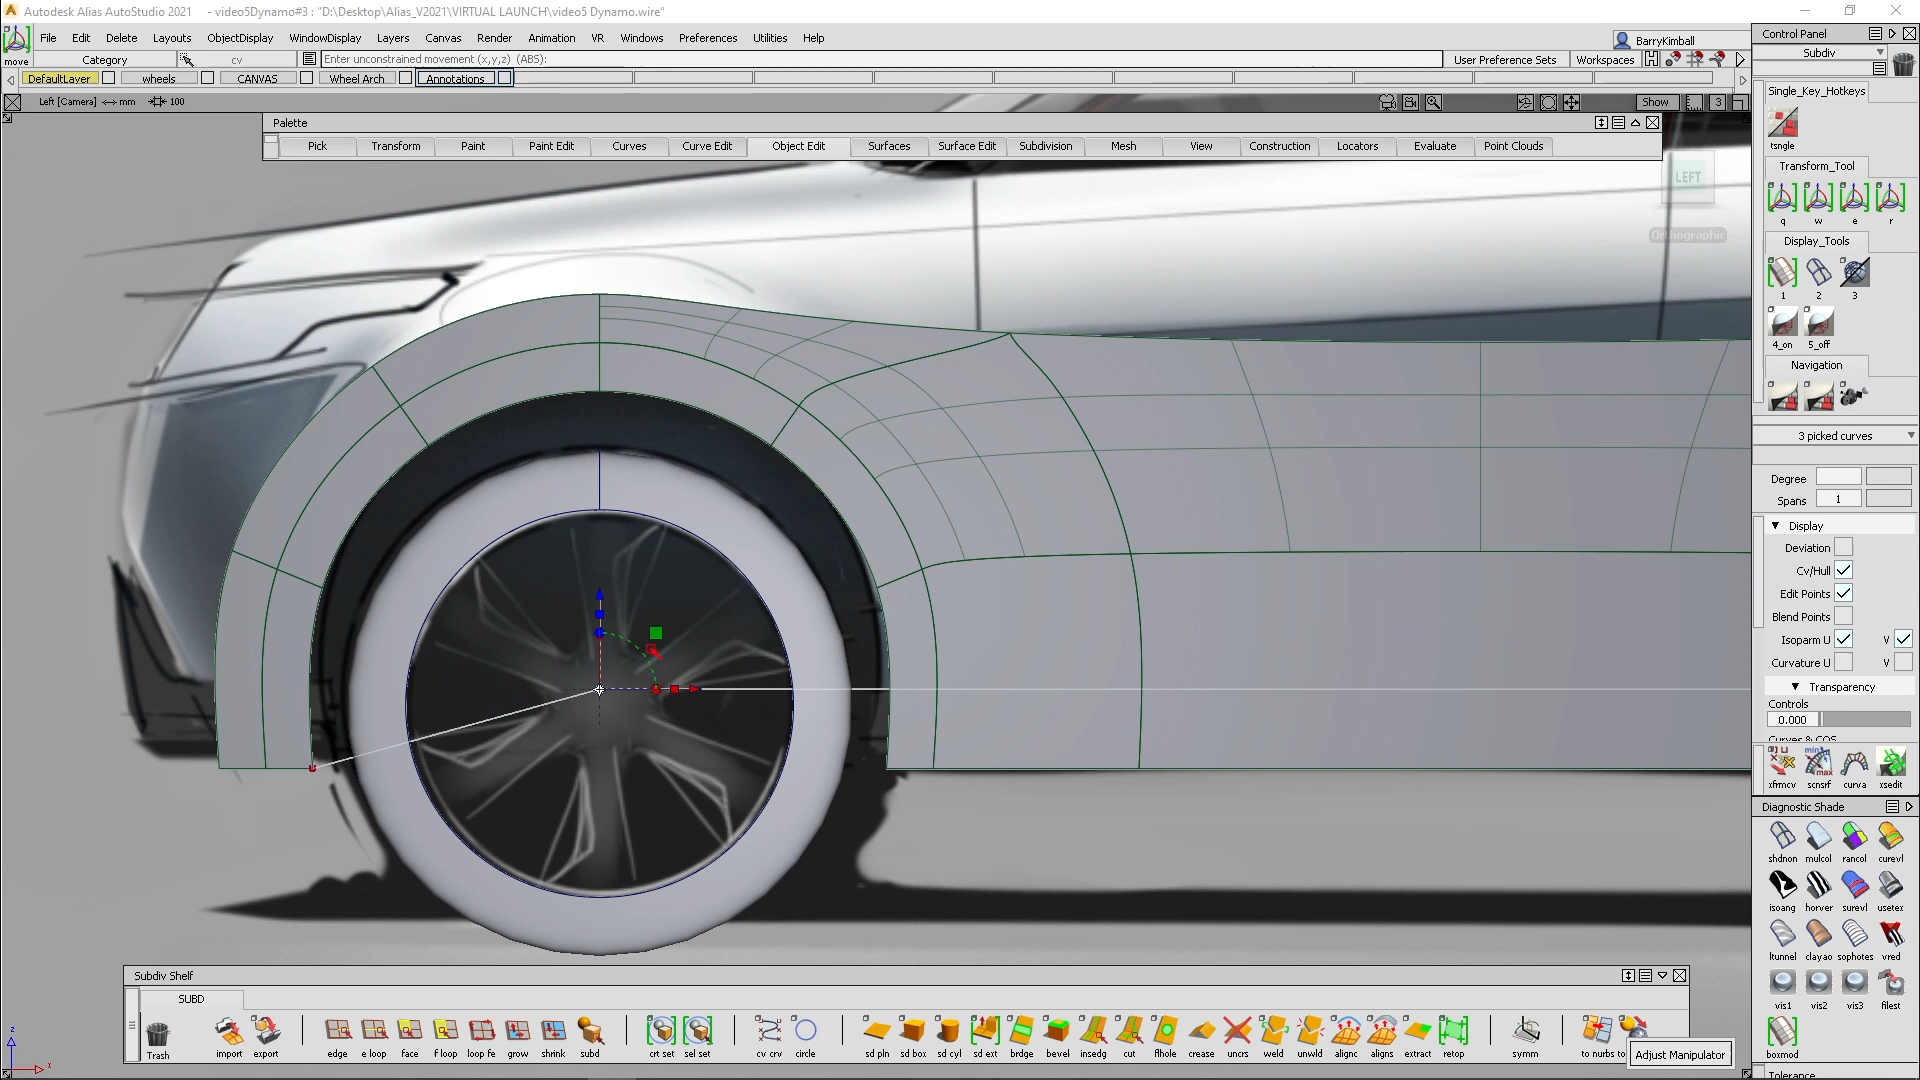 Autodesk Alias AutoStudio 2021 - video5Dynamo#3 : "D:\Desktop\Alias_V2021\VIRTUAL LAUNCH\video5 Dynamo.wire"
File Edit Delete Layouts ObjectDisplay WindowDisplay Layers Canvas Render Animation VR Windows Preferences Utilities Help
BarryKimball
move Category cv Enter unconstrained movement (x,y,z) (ABS): User Preference Sets Workspaces
DefaultLayer wheels CANVAS Wheel Arch Annotations
Left [Camera] mm 100 Show 3
Palette
Pick Transform Paint Paint Edit Curves Curve Edit Object Edit Surfaces Surface Edit Subdivision Mesh View Construction Locators Evaluate Point Clouds
LEFT
Orthographic
Control Panel
Subdiv
Single_Key_Hotkeys
tsngle
Transform_Tool
q w e r
Display_Tools
1 2 3
4_on 5_off
Navigation
3 picked curves
Degree
Spans 1
Display
Deviation
Cv/Hull
Edit Points
Blend Points
Isoparm U V
Curvature U V
Transparency
Controls
0.000
Curves & COS
min max
xfrmcv scnsrf curva xsedit
Diagnostic Shade
shdnon mulcol rancol curevl
isoang horver surevl usetex
ltunnel clayao sophotes vred
vis1 vis2 vis3 filest
boxmod
Tolerance
Subdiv Shelf
SUBD
Trash import export edge e loop face f loop loop fe grow shrink subd crt set sel set cv crv circle sd pln sd box sd cyl sd ext brdge bevel insedg cut flhole crease uncrs weld unwld alignc aligns extract retop symm to nurbs to
Adjust Manipulator
z
x